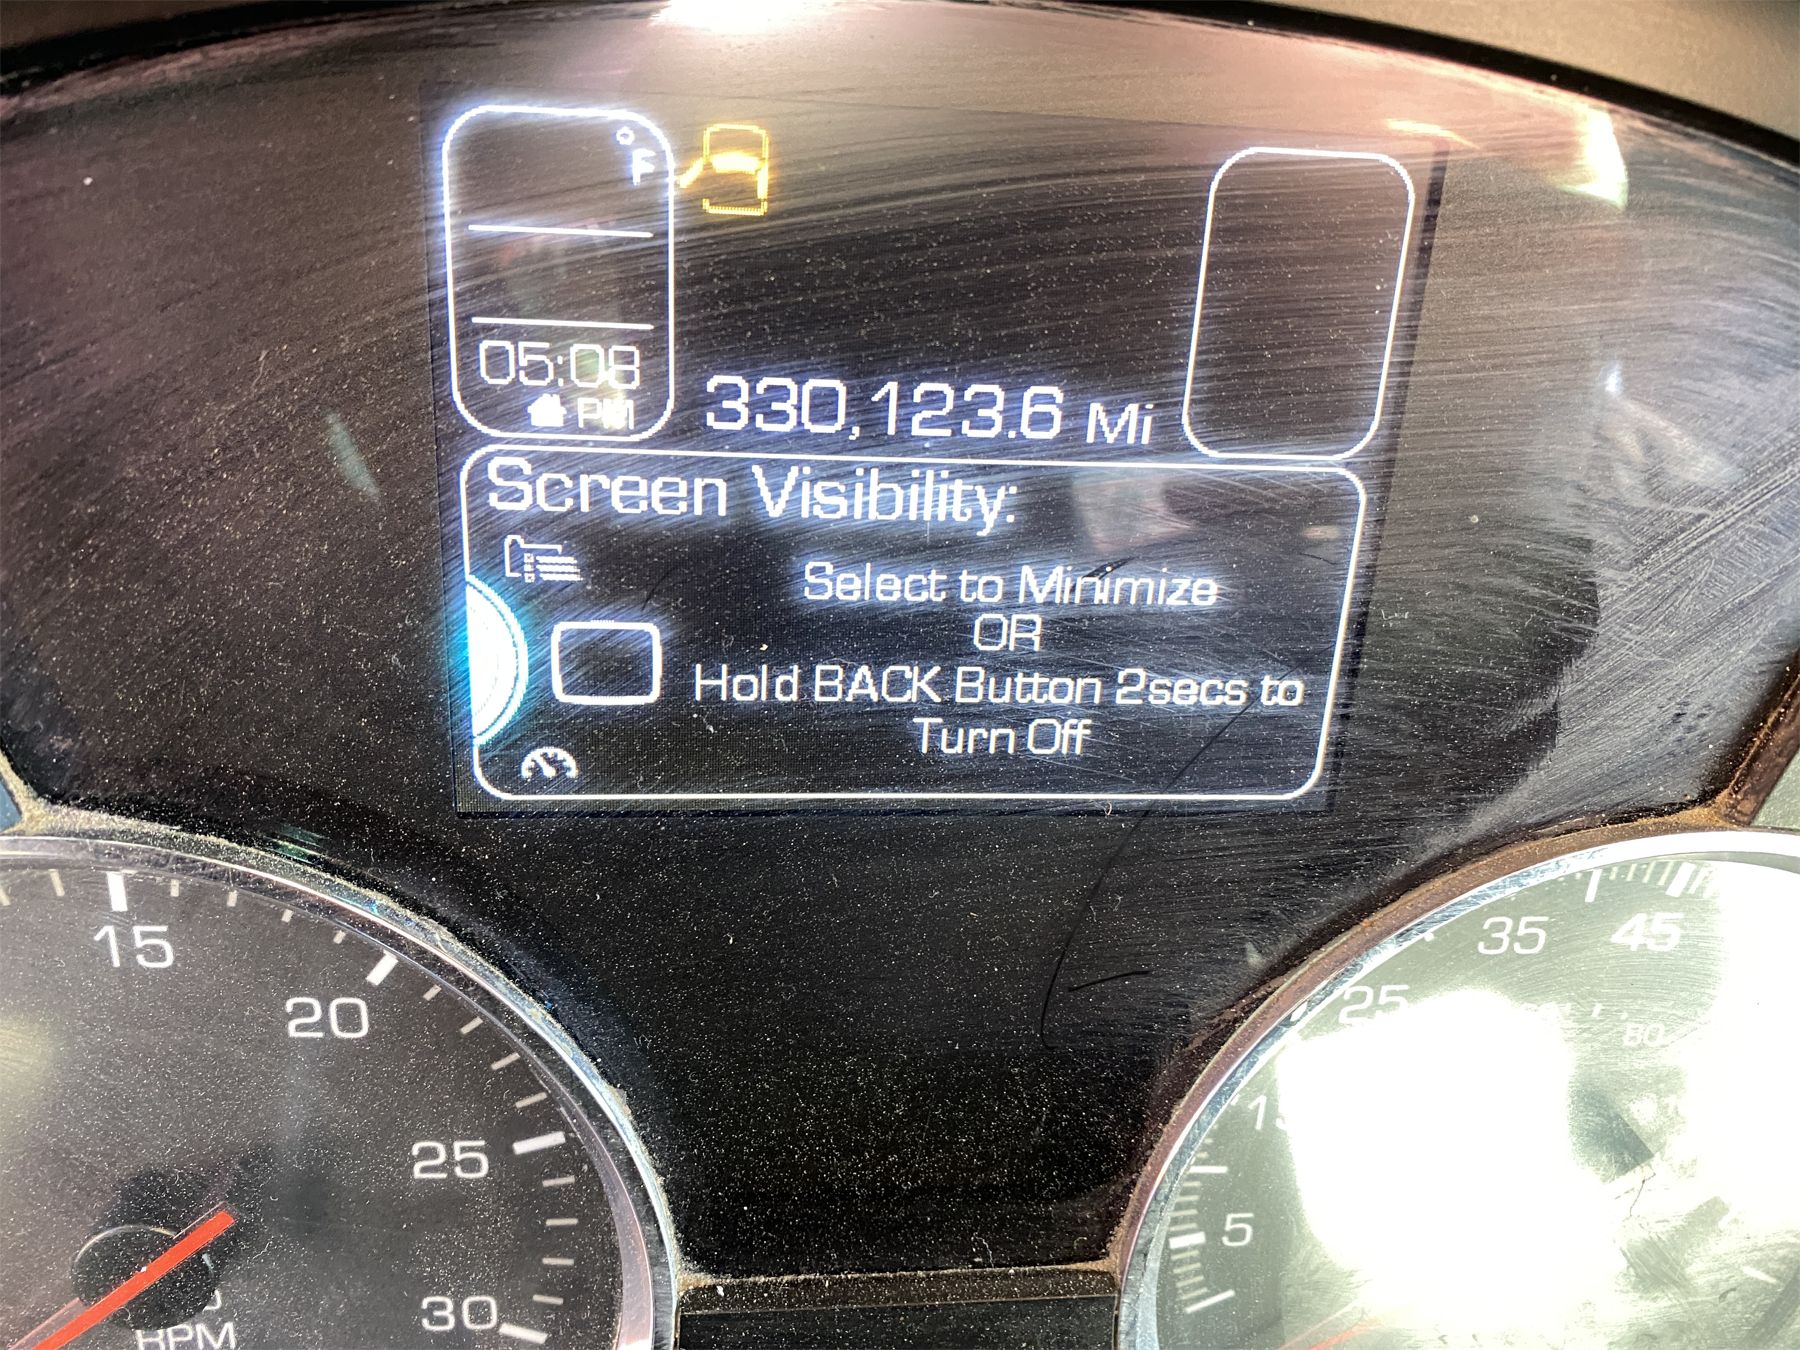 °F
05:08
PM
330,123.6 Mi
Screen Visibility:
Select to Minimize
OR
Hold BACK Button 2secs to
Turn Off
15
20
25
30
RPM
45
35
25
5
80